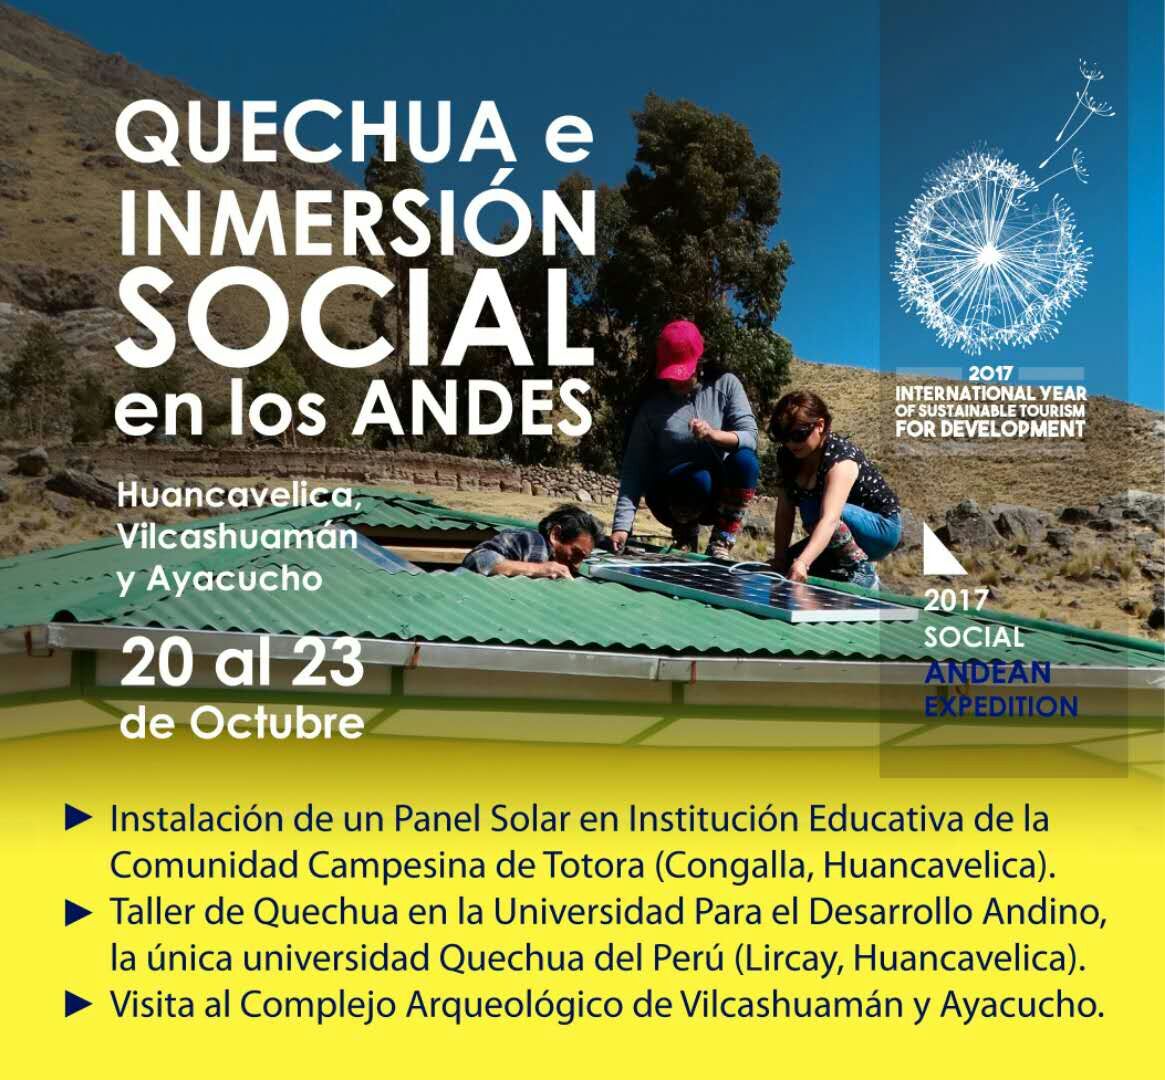 QUECHUA e
INMERSIÓN
SOCIAL
en los ANDES
Huancavelica,
Vilcashuamán
y Ayacucho
20 al 23
de Octubre
2017
INTERNATIONAL YEAR
OF SUSTAINABLE TOURISM
FOR DEVELOPMENT
2017
SOCIAL
ANDEAN
EXPEDITION
► Instalación de un Panel Solar en Institución Educativa de la
Comunidad Campesina de Totora (Congalla, Huancavelica).
► Taller de Quechua en la Universidad Para el Desarrollo Andino,
la única universidad Quechua del Perú (Lircay, Huancavelica).
► Visita al Complejo Arqueológico de Vilcashuamán y Ayacucho.